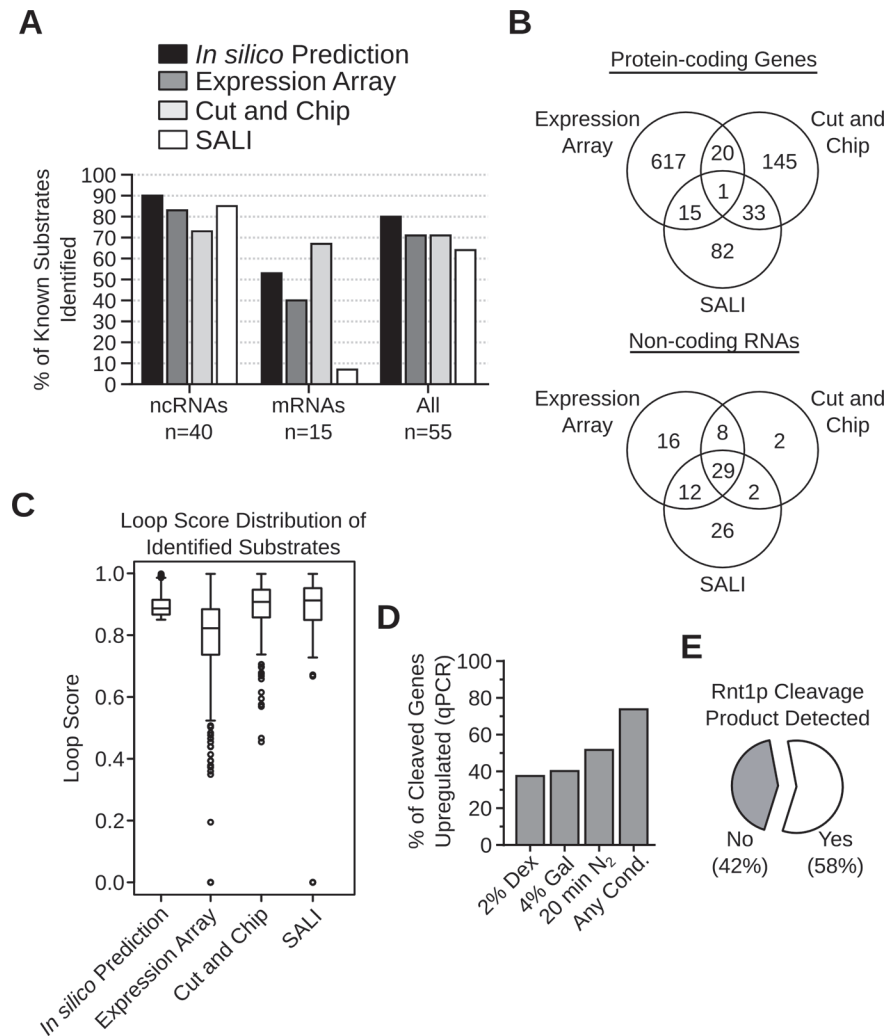 A
In silico Prediction
Expression Array
Cut and Chip
SALI
% of Known Substrates
Identified
100
90
80
70
60
50
40
30
20
10
0
ncRNAs
mRNAs
All
n=40
n=15
n=55
B
Protein-coding Genes
Expression
Array
Cut and
Chip
617
20
145
1
15
33
82
SALI
Non-coding RNAs
Expression
Array
Cut and
Chip
16
8
2
29
12
2
26
SALI
C
Loop Score Distribution of
Identified Substrates
Loop Score
1.0
0.8
0.6
0.4
0.2
0.0
In silico Prediction
Expression Array
Cut and Chip
SALI
D
% of Cleaved Genes
Upregulated (qPCR)
100
80
60
40
20
0
2% Dex
4% Gal
20 min N₂
Any Cond.
E
Rnt1p Cleavage
Product Detected
No
(42%)
Yes
(58%)